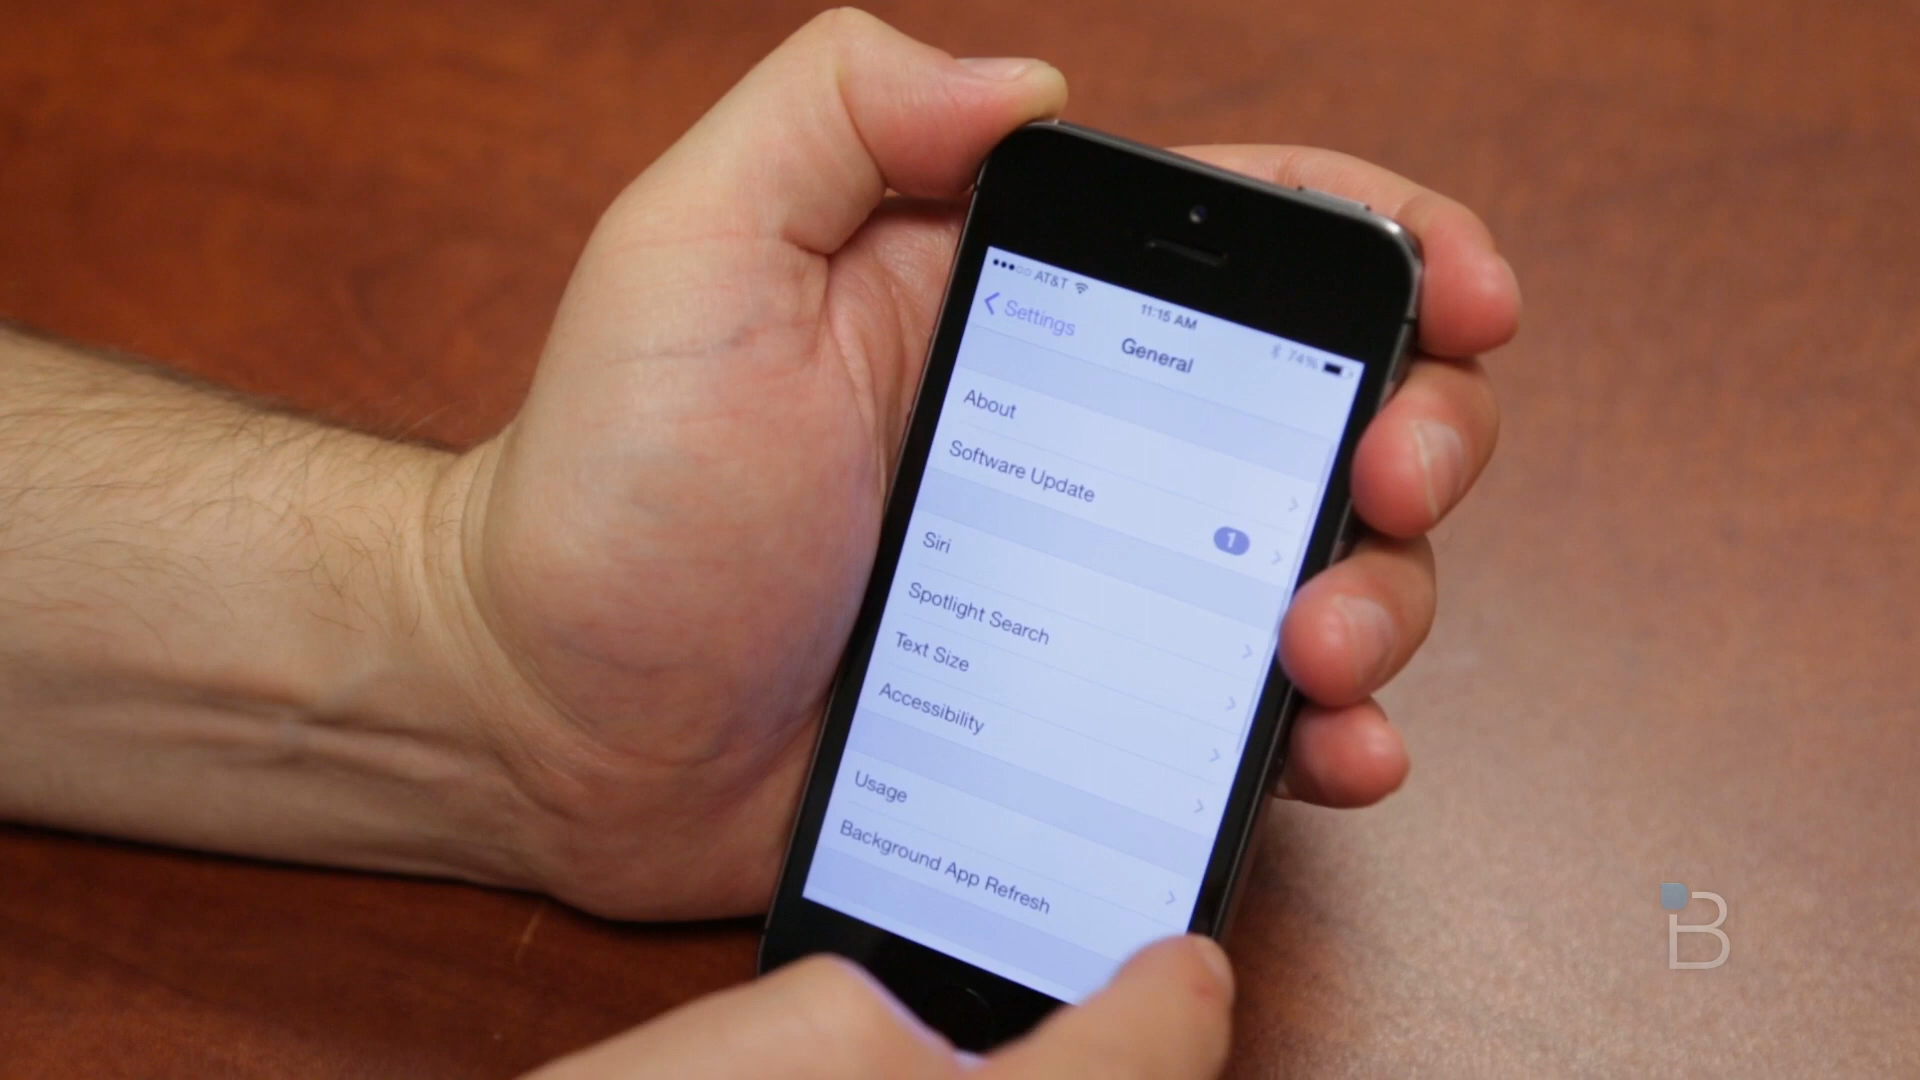 AT&T
11:15 AM
74%
Settings
General
About
Software Update
1
Siri
Spotlight Search
Text Size
Accessibility
Usage
Background App Refresh
B